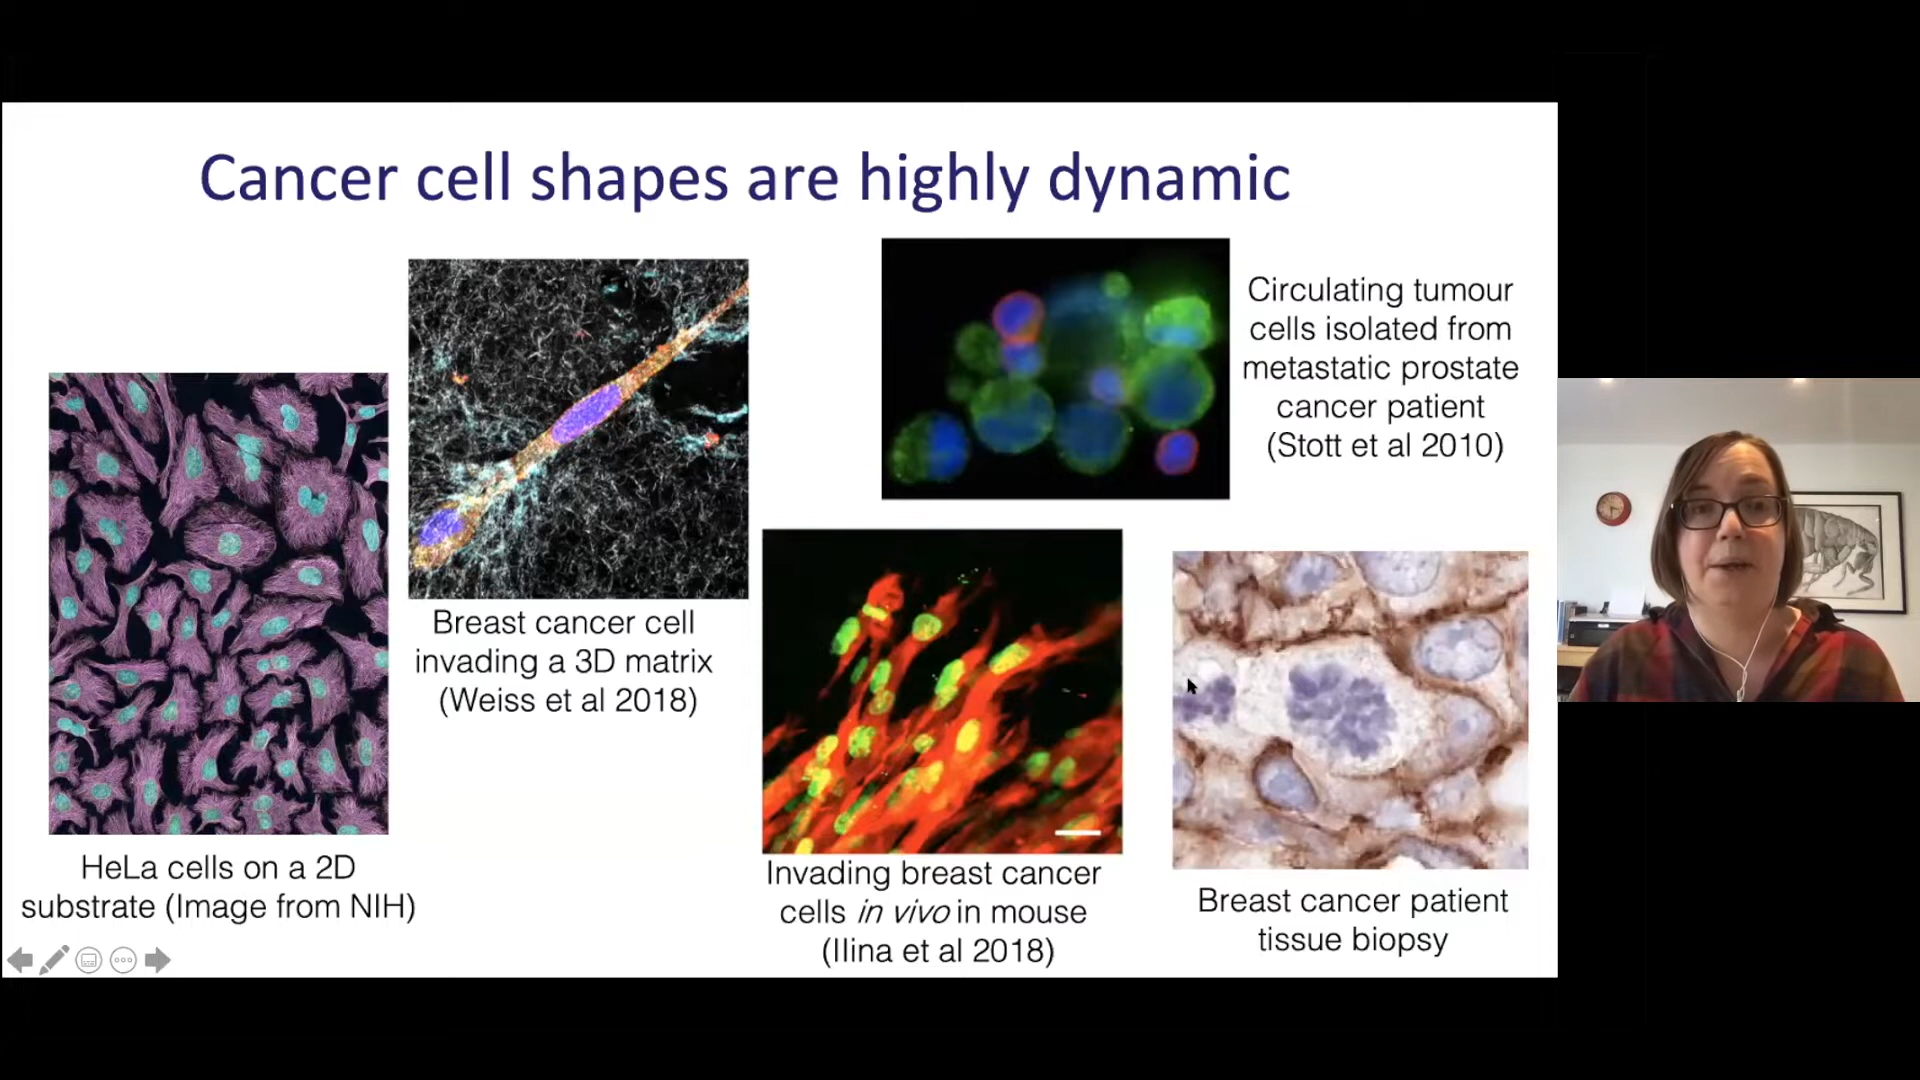 Cancer cell shapes are highly dynamic
Circulating tumour
cells isolated from
metastatic prostate
cancer patient
(Stott et al 2010)
Breast cancer cell
invading a 3D matrix
(Weiss et al 2018)
HeLa cells on a 2D
substrate (Image from NIH)
Invading breast cancer
cells in vivo in mouse
(Ilina et al 2018)
Breast cancer patient
tissue biopsy